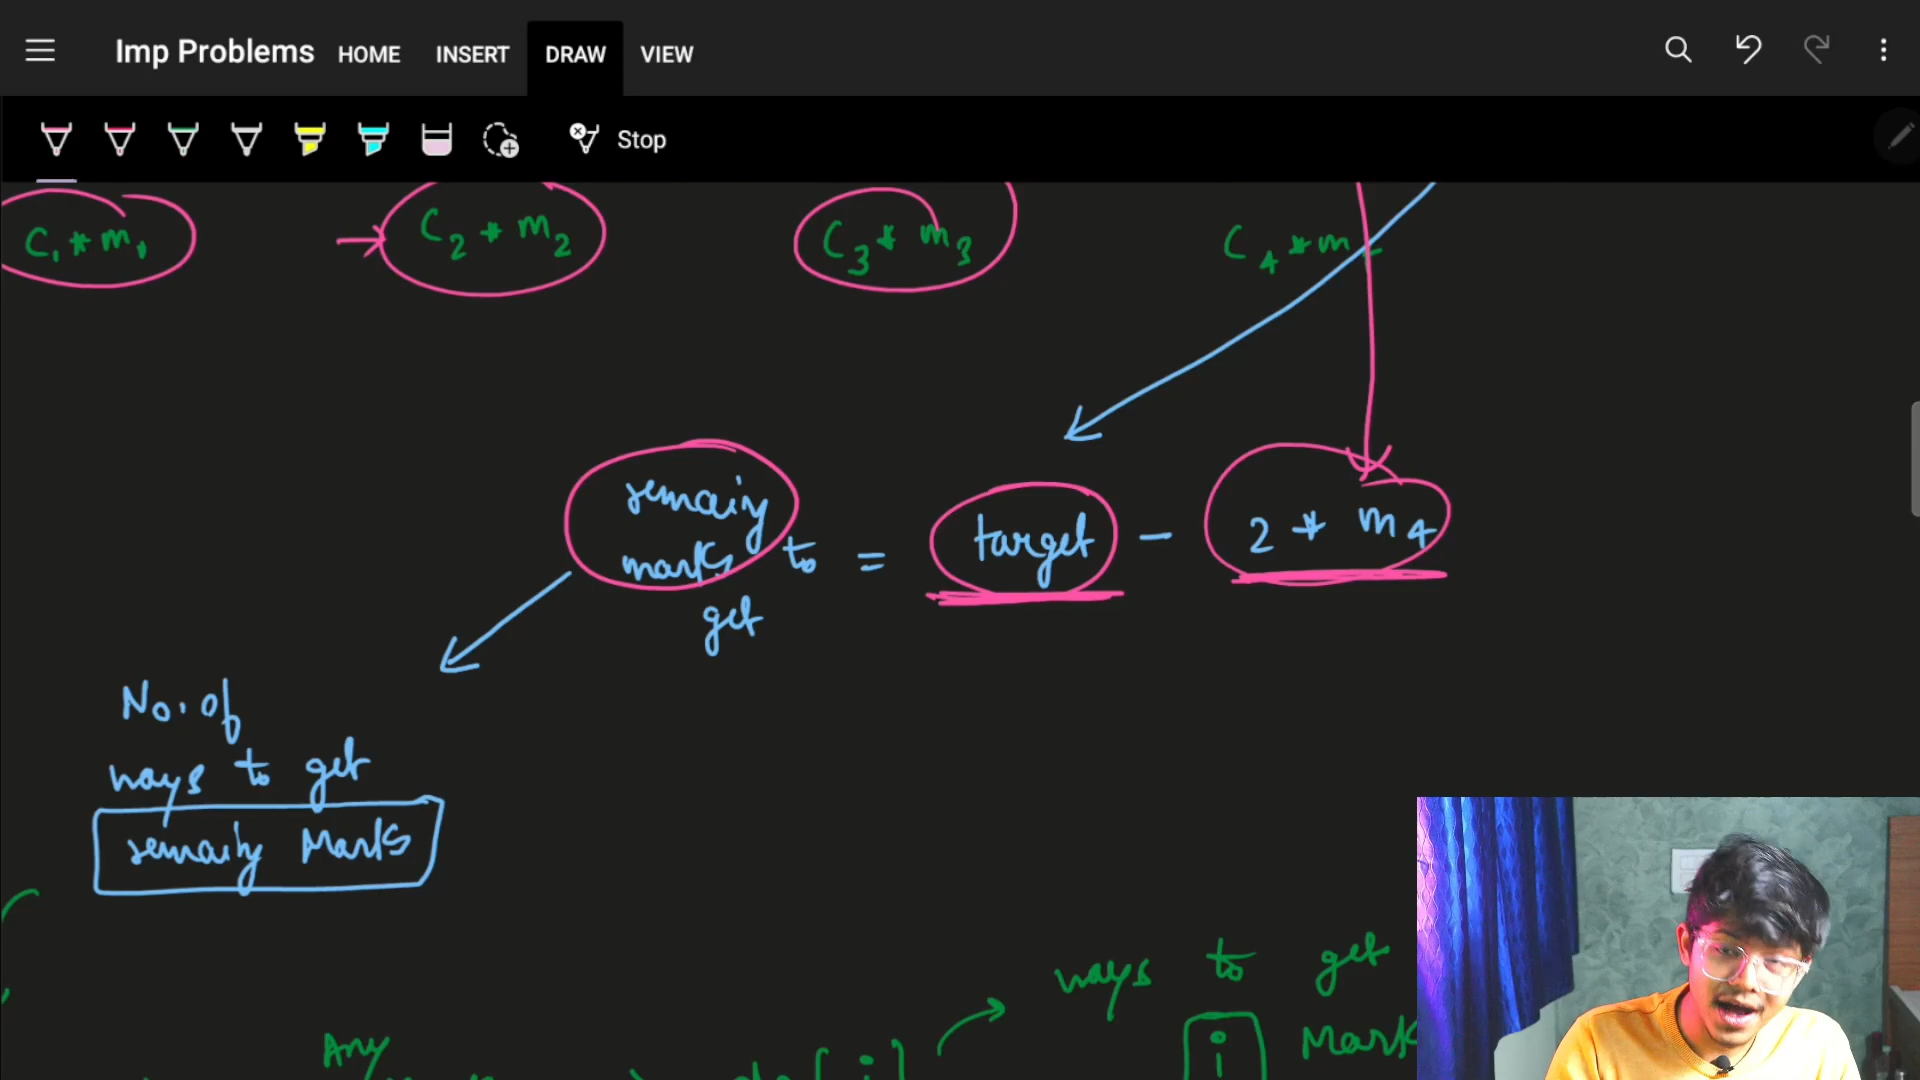 Imp Problems HOME INSERT DRAW VIEW
Stop
C1 * m1 → C2 * m2 C3 * m3 C4 * m
remaing
marks to = target - 2 * m4
get
No. of
ways to get
remaing Marks
ways to get
i Mark
Any
dp[i]